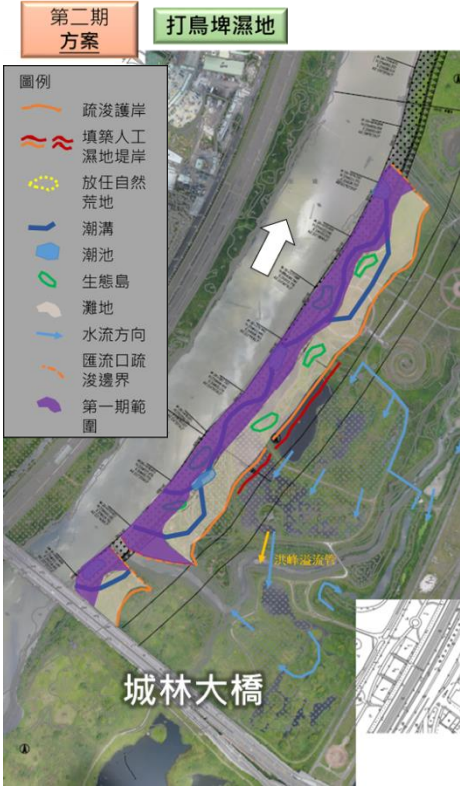 第二期
方案
打鳥埤濕地
圖例
疏浚護岸
填築人工
濕地堤岸
放任自然
荒地
潮溝
潮池
生態島
灘地
水流方向
匯流口疏
浚邊界
第一期範
圍
洪峰溢流管
城林大橋